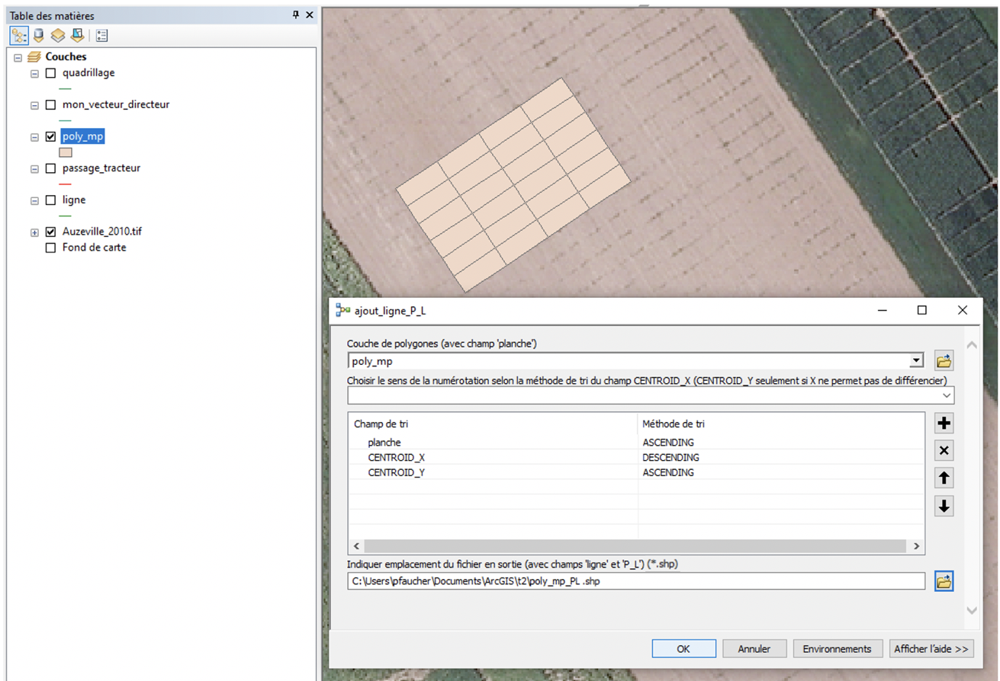 Table des matières
Couches
quadrillage
mon_vecteur_directeur
poly_mp
passage_tracteur
ligne
Auzeville_2010.tif
Fond de carte
ajout_ligne_P_L
Couche de polygones (avec champ 'planche')
poly_mp
Choisir le sens de la numérotation selon la méthode de tri du champ CENTROID_X (CENTROID_Y seulement si X ne permet pas de différencier)
Champ de tri Méthode de tri
planche ASCENDING
CENTROID_X DESCENDING
CENTROID_Y ASCENDING
Indiquer emplacement du fichier en sortie (avec champs 'ligne' et 'P_L') (*.shp)
C:\Users\pfaucher\Documents\ArcGIS\t2\poly_mp_PL .shp
OK Annuler Environnements Afficher l'aide >>